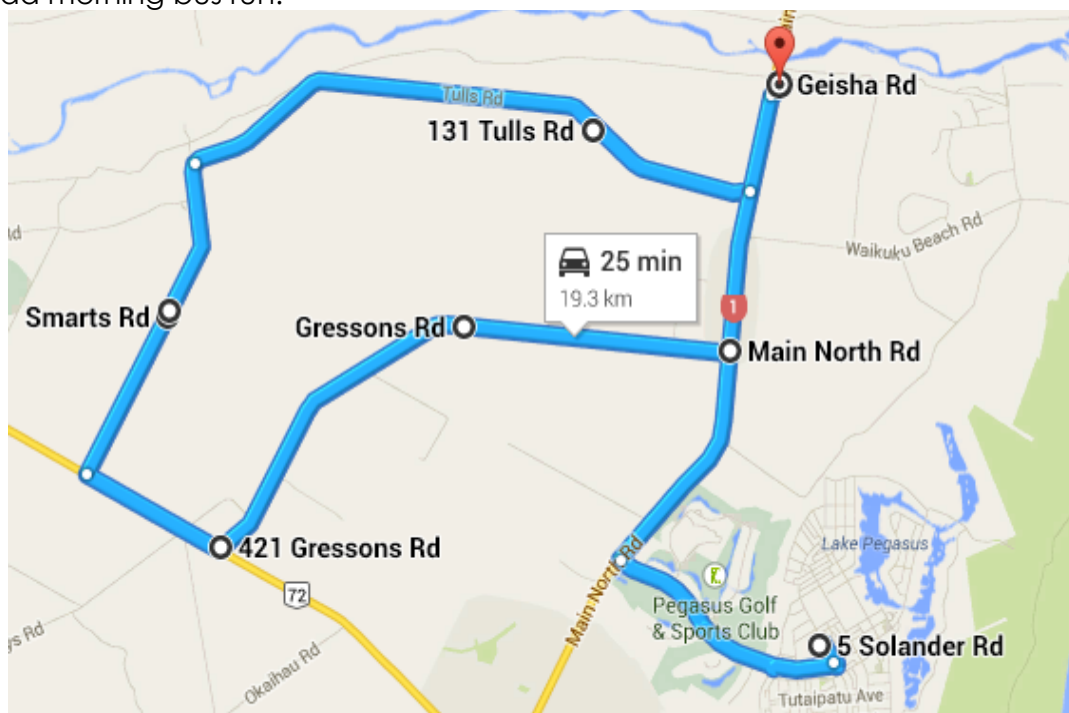 Tulls Rd
131 Tulls Rd
Geisha Rd
Waikuku Beach Rd
25 min
19.3 km
1
Smarts Rd
Gressons Rd
Main North Rd
421 Gressons Rd
72
Okaihau Rd
Main North Rd
Lake Pegasus
Pegasus Golf
& Sports Club
5 Solander Rd
Tutaipatu Ave